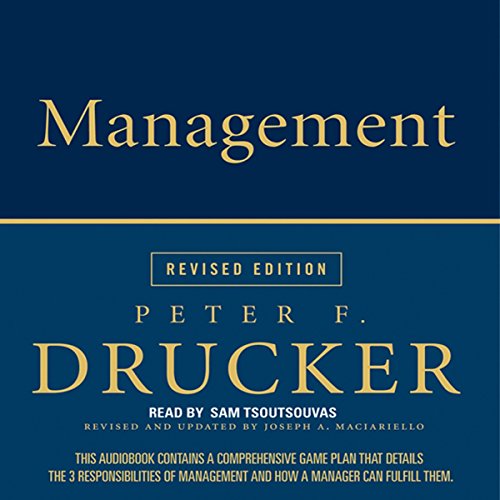 Management
REVISED EDITION
PETER F.
DRUCKER
READ BY SAM TSOUTSOUVAS
REVISED AND UPDATED BY JOSEPH A. MACIARIELLO
THIS AUDIOBOOK CONTAINS A COMPREHENSIVE GAME PLAN THAT DETAILS
THE 3 RESPONSIBILITIES OF MANAGEMENT AND HOW A MANAGER CAN FULFILL THEM.